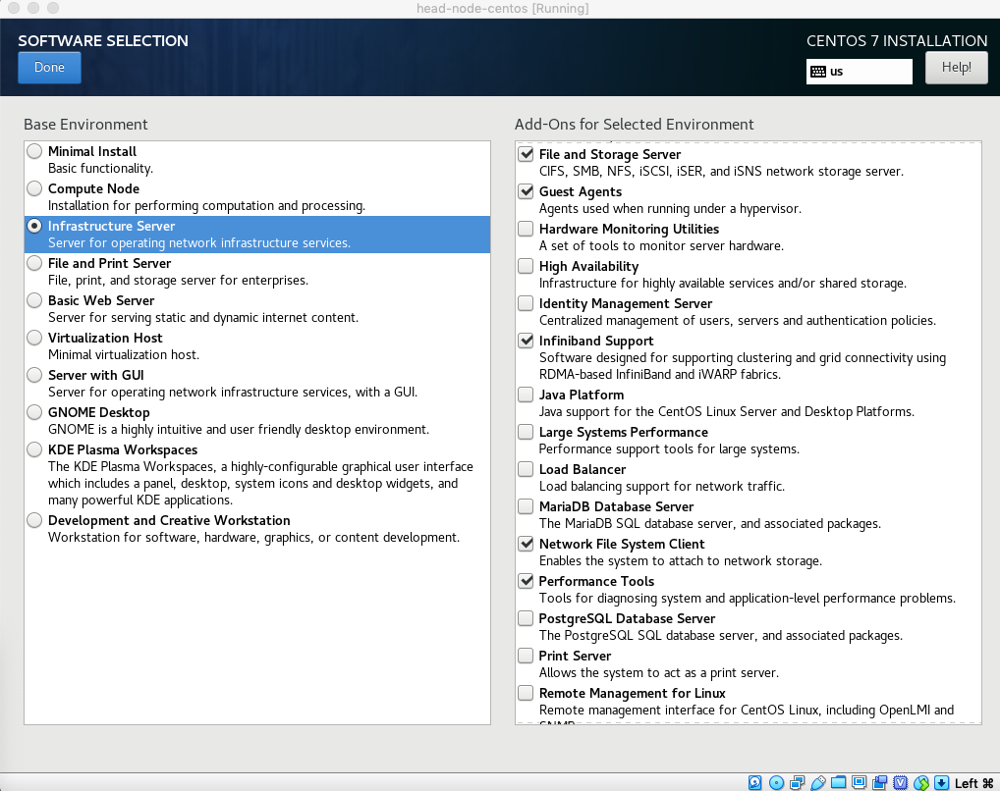 head-node-centos [Running]
SOFTWARE SELECTION
Done
CENTOS 7 INSTALLATION
us
Help!
Base Environment
Minimal Install
Basic functionality.
Compute Node
Installation for performing computation and processing.
Infrastructure Server
Server for operating network infrastructure services.
File and Print Server
File, print, and storage server for enterprises.
Basic Web Server
Server for serving static and dynamic internet content.
Virtualization Host
Minimal virtualization host.
Server with GUI
Server for operating network infrastructure services, with a GUI.
GNOME Desktop
GNOME is a highly intuitive and user friendly desktop environment.
KDE Plasma Workspaces
The KDE Plasma Workspaces, a highly-configurable graphical user interface
which includes a panel, desktop, system icons and desktop widgets, and
many powerful KDE applications.
Development and Creative Workstation
Workstation for software, hardware, graphics, or content development.
Add-Ons for Selected Environment
File and Storage Server
CIFS, SMB, NFS, iSCSI, iSER, and iSNS network storage server.
Guest Agents
Agents used when running under a hypervisor.
Hardware Monitoring Utilities
A set of tools to monitor server hardware.
High Availability
Infrastructure for highly available services and/or shared storage.
Identity Management Server
Centralized management of users, servers and authentication policies.
Infiniband Support
Software designed for supporting clustering and grid connectivity using
RDMA-based InfiniBand and iWARP fabrics.
Java Platform
Java support for the CentOS Linux Server and Desktop Platforms.
Large Systems Performance
Performance support tools for large systems.
Load Balancer
Load balancing support for network traffic.
MariaDB Database Server
The MariaDB SQL database server, and associated packages.
Network File System Client
Enables the system to attach to network storage.
Performance Tools
Tools for diagnosing system and application-level performance problems.
PostgreSQL Database Server
The PostgreSQL SQL database server, and associated packages.
Print Server
Allows the system to act as a print server.
Remote Management for Linux
Remote management interface for CentOS Linux, including OpenLMI and
Left ⌘